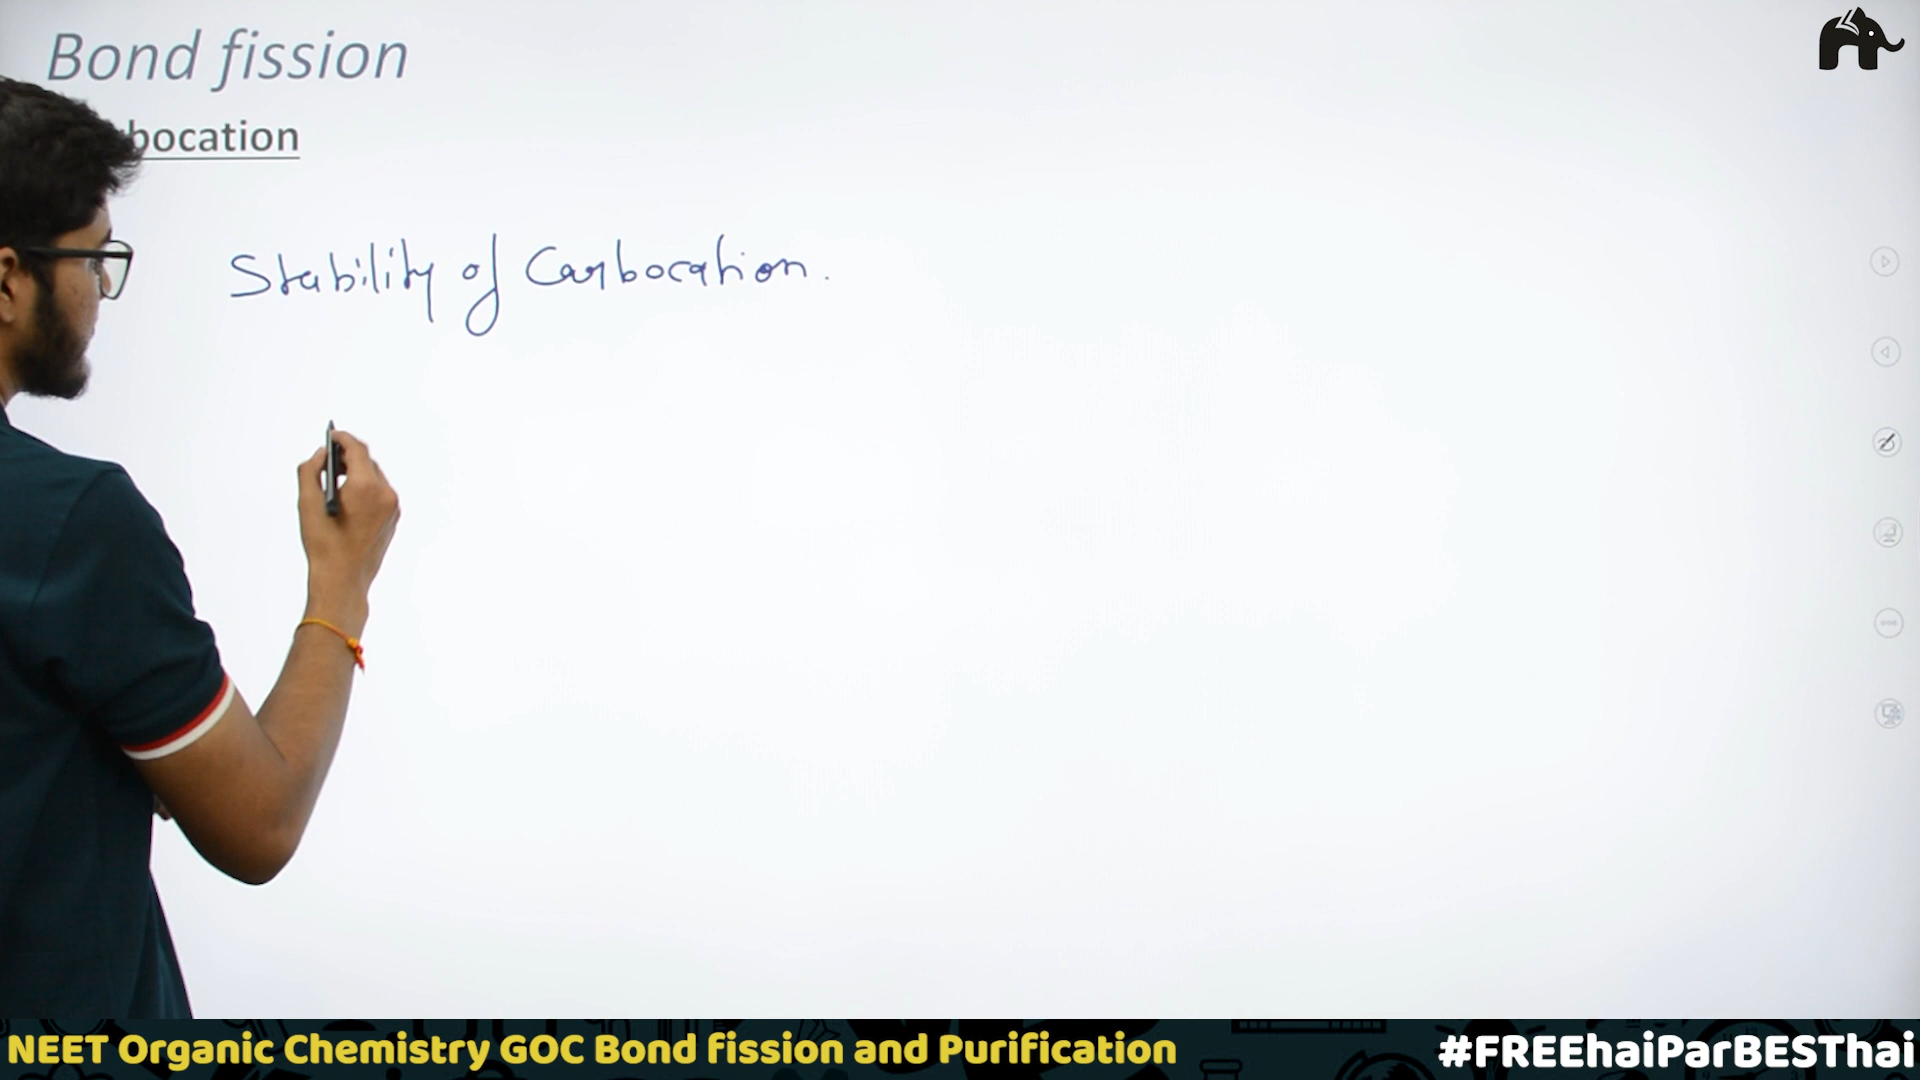 Bond fission
bocation
Stability of Carbocation.
NEET Organic Chemistry GOC Bond fission and Purification
#FREEhaiParBESThai